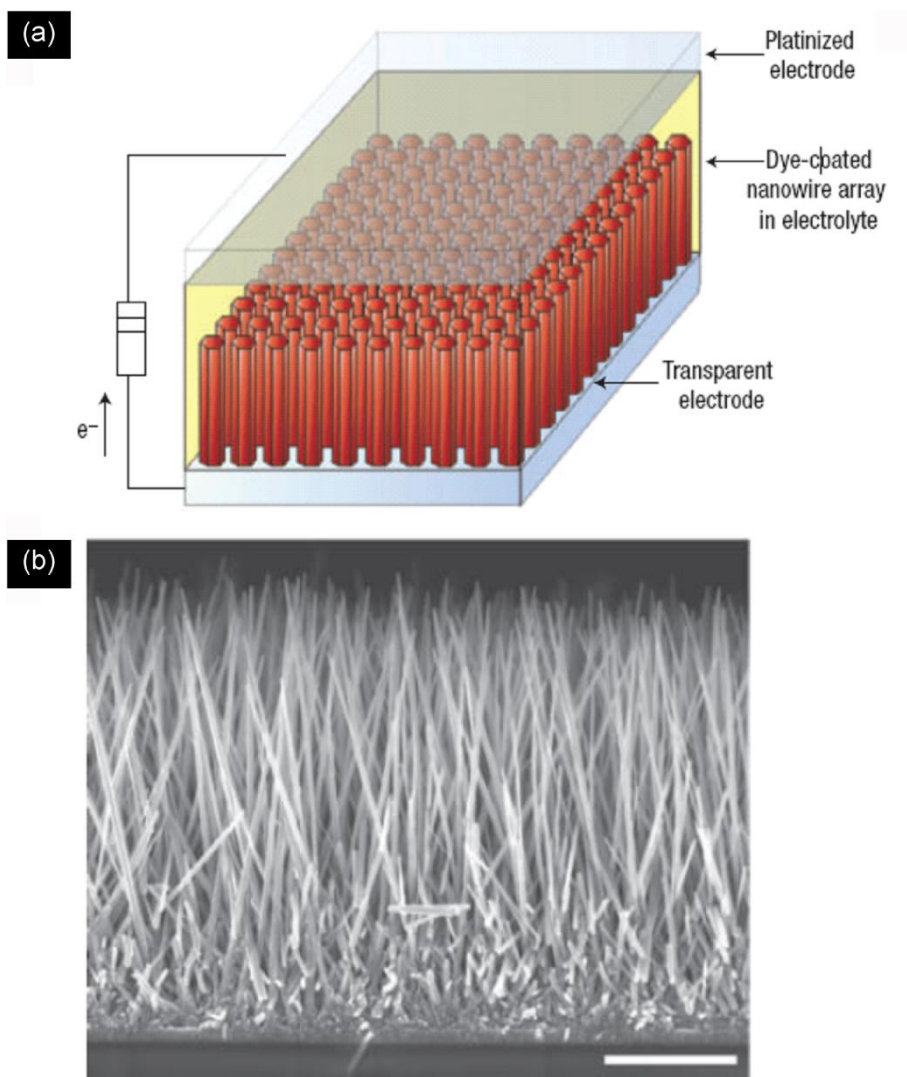 (a)
Platinized
electrode
Dye-coated
nanowire array
in electrolyte
Transparent
electrode
e⁻
(b)